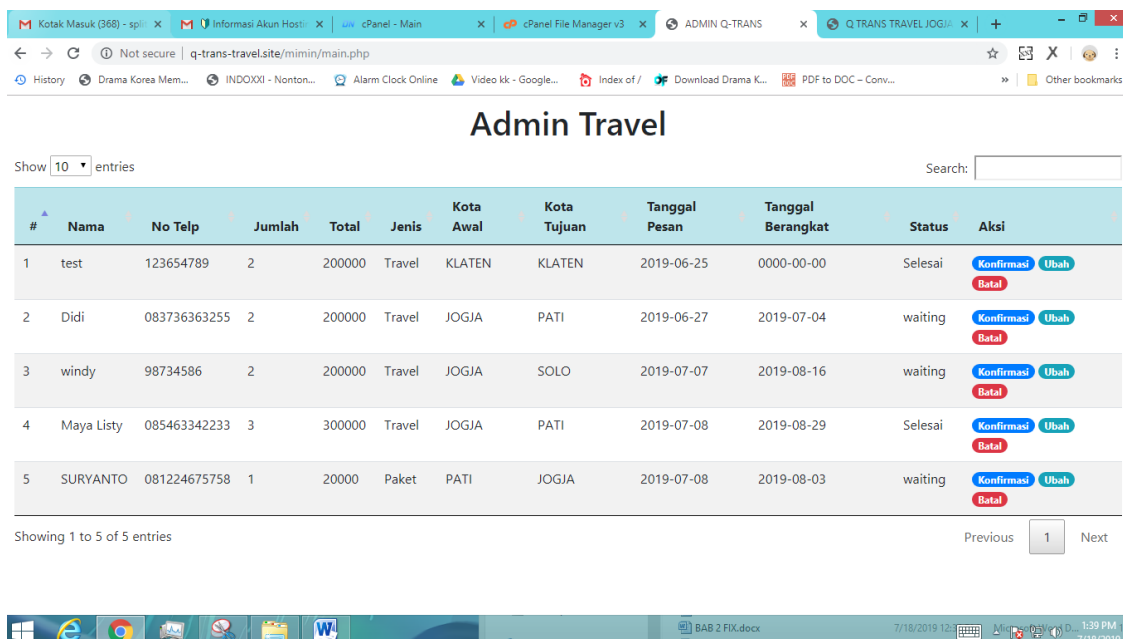 Kotak Masuk (368) - spli
Informasi Akun Hostin
cPanel - Main
cPanel File Manager v3
ADMIN Q-TRANS
Q TRANS TRAVEL JOGJA
Not secure | q-trans-travel.site/mimin/main.php
History
Drama Korea Mem...
INDOXXI - Nonton...
Alarm Clock Online
Video kk - Google...
Index of /
Download Drama K...
PDF to DOC – Conv...
»
Other bookmarks
Admin Travel
Show 10 entries
Search:
# Nama No Telp Jumlah Total Jenis Kota Awal Kota Tujuan Tanggal Pesan Tanggal Berangkat Status Aksi
1 test 123654789 2 200000 Travel KLATEN KLATEN 2019-06-25 0000-00-00 Selesai Konfirmasi Ubah
Batal
2 Didi 083736363255 2 200000 Travel JOGJA PATI 2019-06-27 2019-07-04 waiting Konfirmasi Ubah
Batal
3 windy 98734586 2 200000 Travel JOGJA SOLO 2019-07-07 2019-08-16 waiting Konfirmasi Ubah
Batal
4 Maya Listy 085463342233 3 300000 Travel JOGJA PATI 2019-07-08 2019-08-29 Selesai Konfirmasi Ubah
Batal
5 SURYANTO 081224675758 1 20000 Paket PATI JOGJA 2019-07-08 2019-08-03 waiting Konfirmasi Ubah
Batal
Showing 1 to 5 of 5 entries
Previous 1 Next
BAB 2 FIX.docx
7/18/2019 12:
1:39 PM
7/18/2019